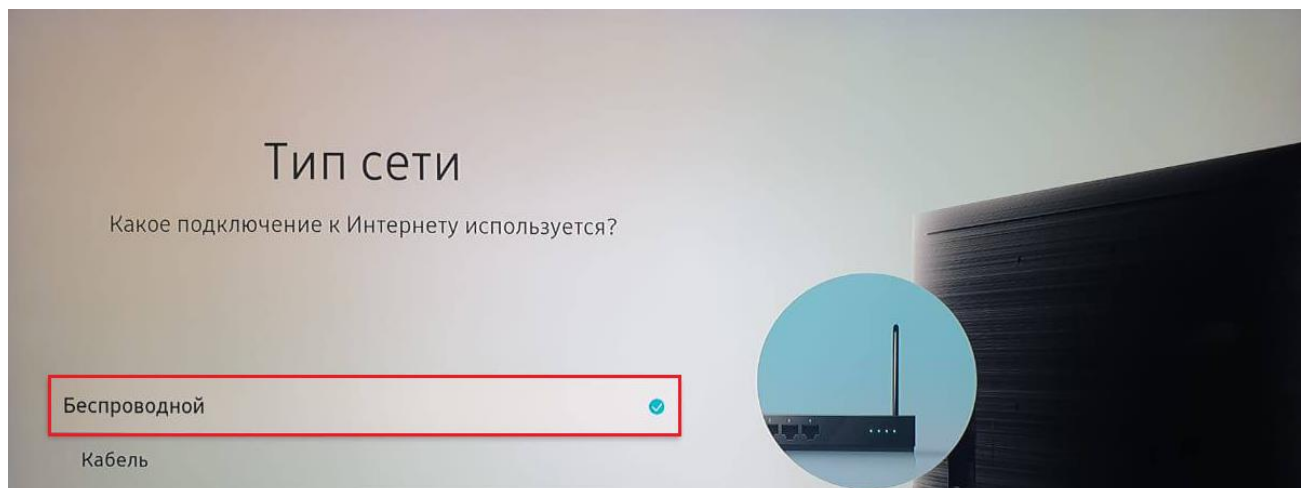 Тип сети
Какое подключение к Интернету используется?
Беспроводной
Кабель